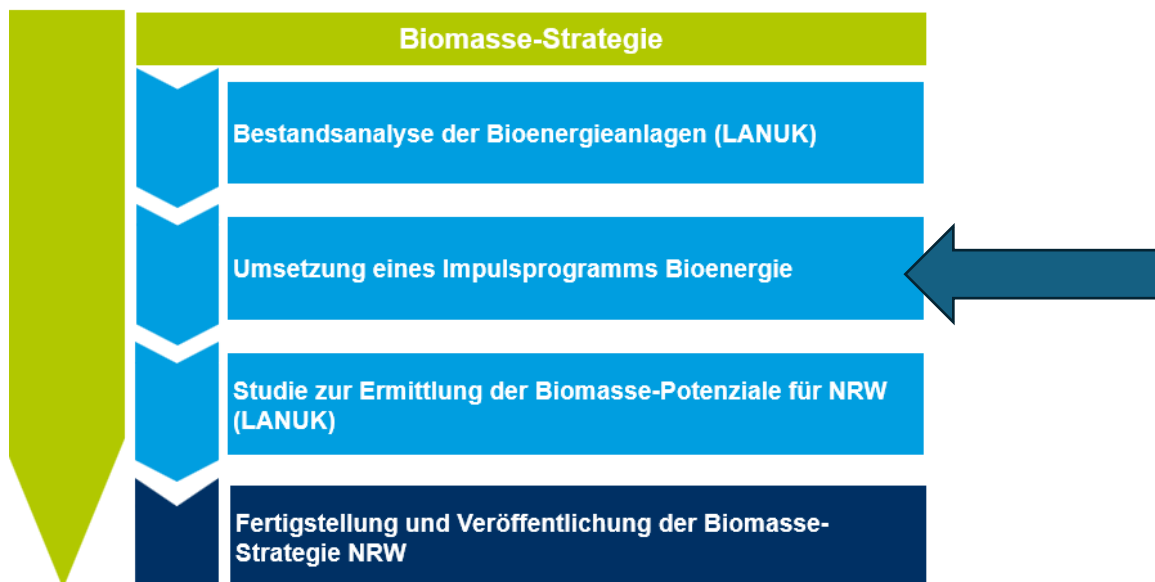 Biomasse-Strategie
Bestandsanalyse der Bioenergieanlagen (LANUK)
Umsetzung eines Impulsprogramms Bioenergie
Studie zur Ermittlung der Biomasse-Potenziale für NRW
(LANUK)
Fertigstellung und Veröffentlichung der Biomasse-
Strategie NRW